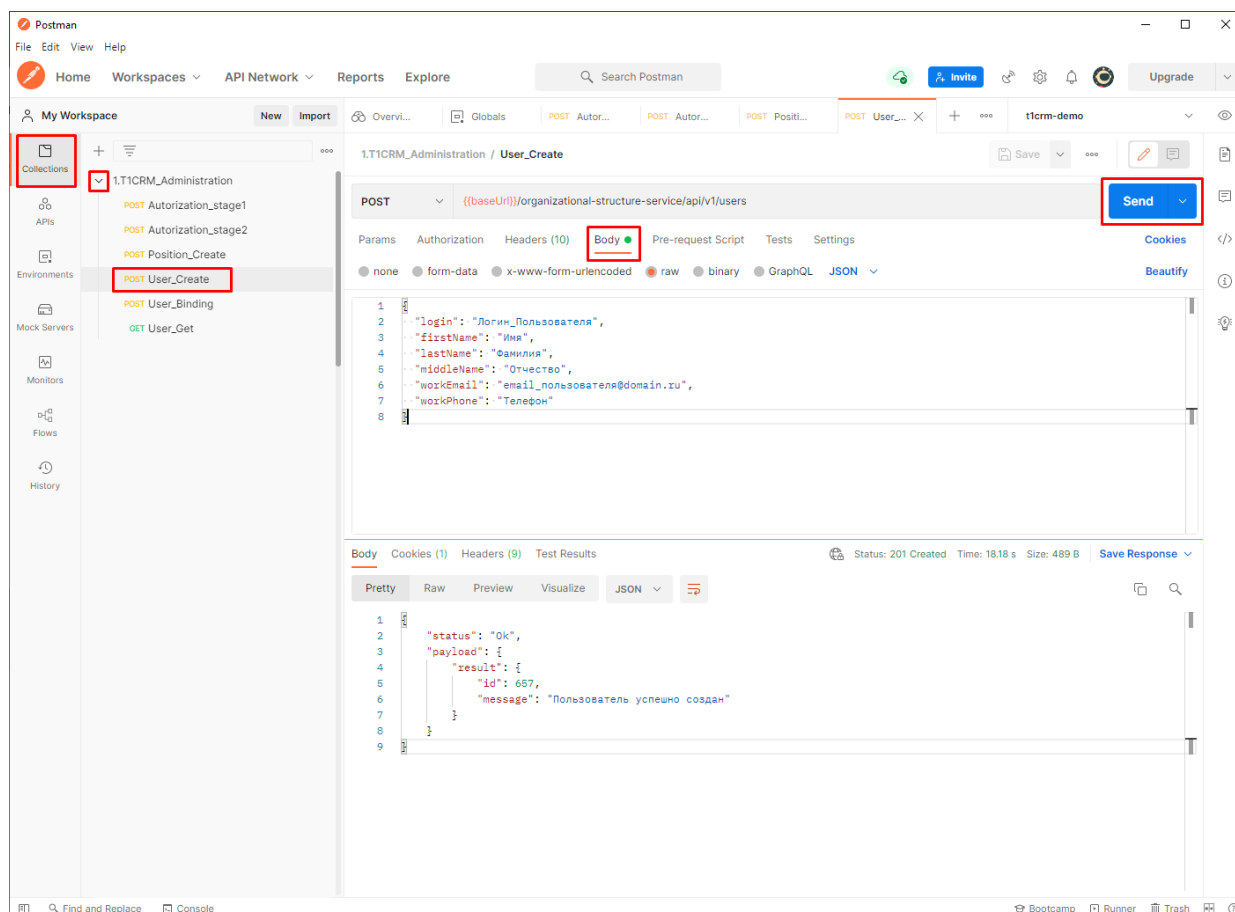 Postman
File Edit View Help
Home Workspaces API Network Reports Explore Search Postman Invite Upgrade
My Workspace New Import Overvi... Globals POST Autor... POST Autor... POST Positi... POST User_... t1crm-demo
Collections
APIs
Environments
Mock Servers
Monitors
Flows
History
1.T1CRM_Administration
POST Autorization_stage1
POST Autorization_stage2
POST Position_Create
POST User_Create
POST User_Binding
GET User_Get
1.T1CRM_Administration / User_Create Save
POST {{baseUrl}}/organizational-structure-service/api/v1/users Send
Params Authorization Headers (10) Body Pre-request Script Tests Settings Cookies
none form-data x-www-form-urlencoded raw binary GraphQL JSON Beautify
1 {
2 "login": "Логин_Пользователя",
3 "firstName": "Имя",
4 "lastName": "Фамилия",
5 "middleName": "Отчество",
6 "workEmail": "email_пользователя@domain.ru",
7 "workPhone": "Телефон"
8 }
Body Cookies (1) Headers (9) Test Results Status: 201 Created Time: 18.18 s Size: 489 B Save Response
Pretty Raw Preview Visualize JSON
1 {
2 "status": "Ok",
3 "payload": {
4 "result": {
5 "id": 657,
6 "message": "Пользователь успешно создан"
7 }
8 }
9 }
Find and Replace Console Bootcamp Runner Trash